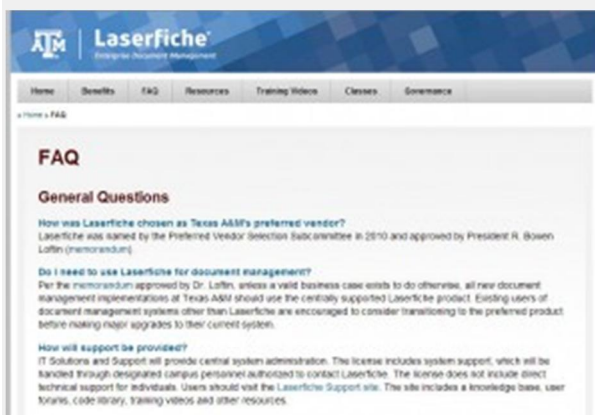 ATM Laserfiche
Enterprise Document Management
Home Benefits FAQ Resources Training Videos Classes Governance
» Home » FAQ
FAQ
General Questions
How was Laserfiche chosen as Texas A&M's preferred vendor?
Laserfiche was named by the Preferred Vendor Selection Subcommittee in 2010 and approved by President R. Bowen
Loftin (memorandum).
Do I need to use Laserfiche for document management?
Per the memorandum approved by Dr. Loftin, unless a valid business case exists to do otherwise, all new document
management implementations at Texas A&M should use the centrally supported Laserfiche product. Existing users of
document management systems other than Laserfiche are encouraged to consider transitioning to the preferred product
before making major upgrades to their current system.
How will support be provided?
IT Solutions and Support will provide central system administration. The license includes system support, which will be
handled through designated campus personnel authorized to contact Laserfiche. The license does not include direct
technical support for individuals. Users should visit the Laserfiche Support site. The site includes a knowledge base, user
forums, code library, training videos and other resources.